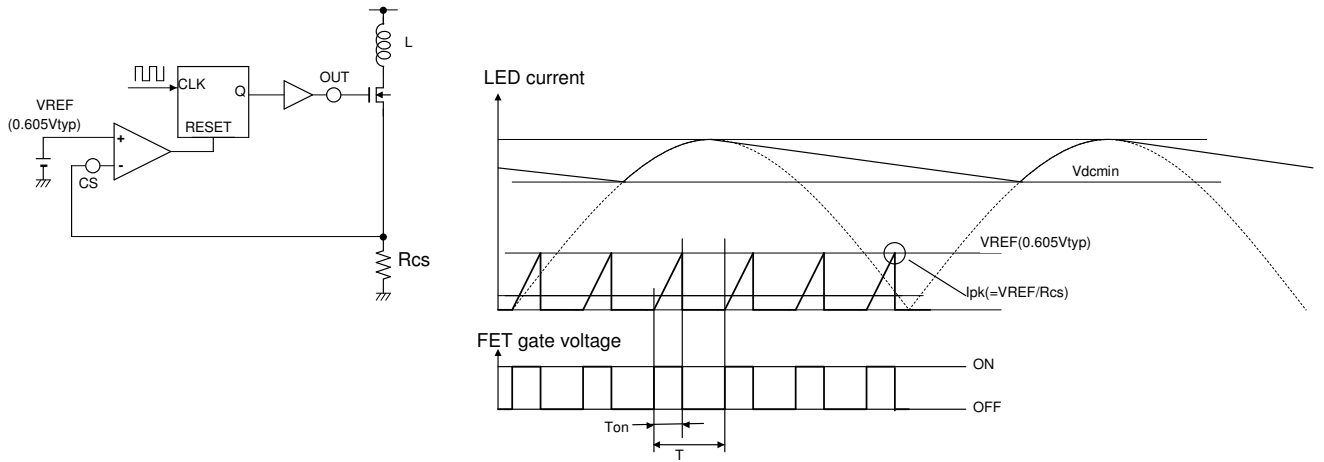 L
OUT
CLK
Q
VREF
(0.605Vtyp)
RESET
+
-
CS
Rcs
LED current
Vdcmin
VREF(0.605Vtyp)
Ipk(=VREF/Rcs)
FET gate voltage
ON
OFF
Ton
T